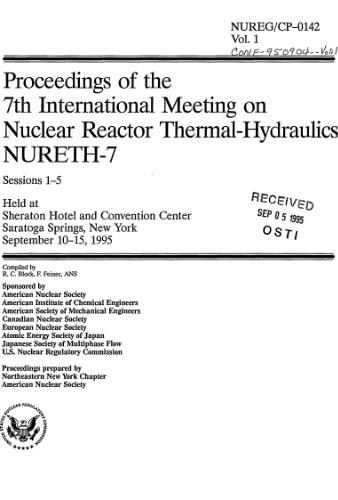 NUREG/CP–0142
Vol. 1
CONF-950904--Vol.1
Proceedings of the
7th International Meeting on
Nuclear Reactor Thermal-Hydraulics
NURETH-7
Sessions 1–5
Held at
Sheraton Hotel and Convention Center
Saratoga Springs, New York
September 10–15, 1995
RECEIVED
SEP 05 1995
OSTI
Compiled by
R. C. Block, F. Feiner, ANS
Sponsored by
American Nuclear Society
American Institute of Chemical Engineers
American Society of Mechanical Engineers
Canadian Nuclear Society
European Nuclear Society
Atomic Energy Society of Japan
Japanese Society of Multiphase Flow
U.S. Nuclear Regulatory Commission
Proceedings prepared by
Northeastern New York Chapter
American Nuclear Society
UNITED STATES NUCLEAR REGULATORY COMMISSION